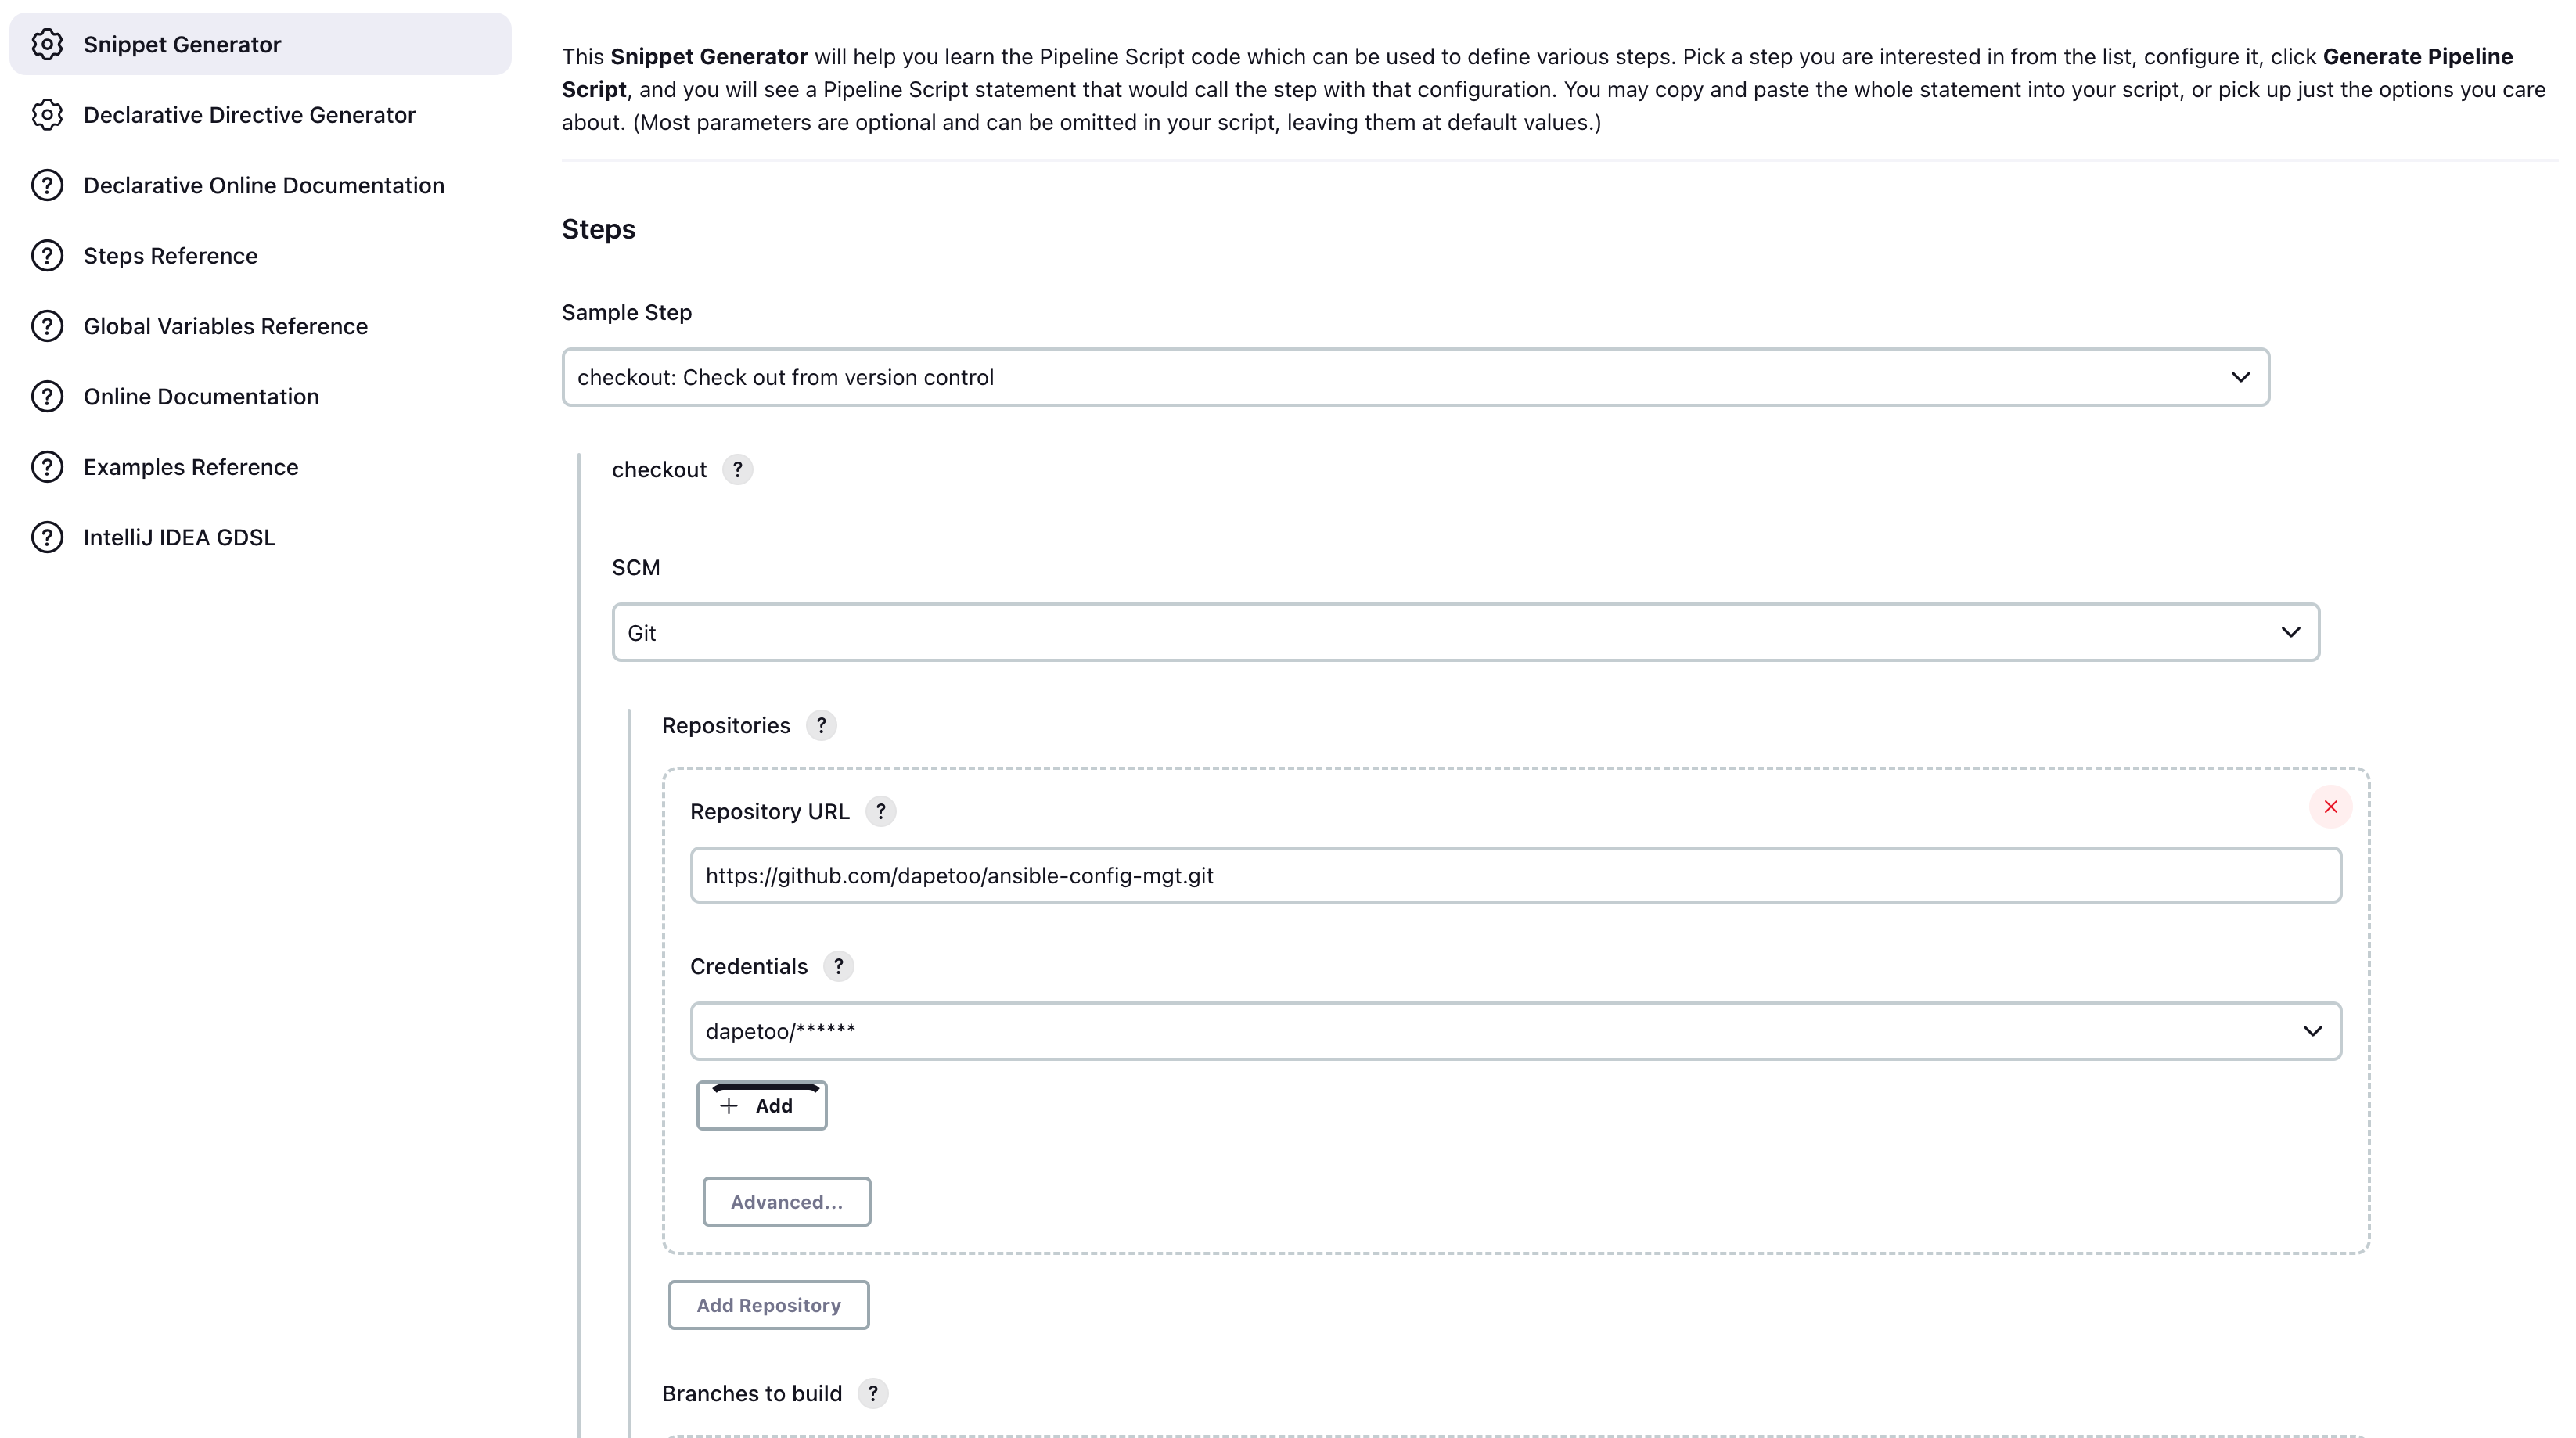 Snippet Generator
Declarative Directive Generator
Declarative Online Documentation
Steps Reference
Global Variables Reference
Online Documentation
Examples Reference
IntelliJ IDEA GDSL
This Snippet Generator will help you learn the Pipeline Script code which can be used to define various steps. Pick a step you are interested in from the list, configure it, click Generate Pipeline
Script, and you will see a Pipeline Script statement that would call the step with that configuration. You may copy and paste the whole statement into your script, or pick up just the options you care
about. (Most parameters are optional and can be omitted in your script, leaving them at default values.)
Steps
Sample Step
checkout: Check out from version control
checkout ?
SCM
Git
Repositories ?
Repository URL ?
https://github.com/dapetoo/ansible-config-mgt.git
Credentials ?
dapetoo/******
+ Add
Advanced...
Add Repository
Branches to build ?